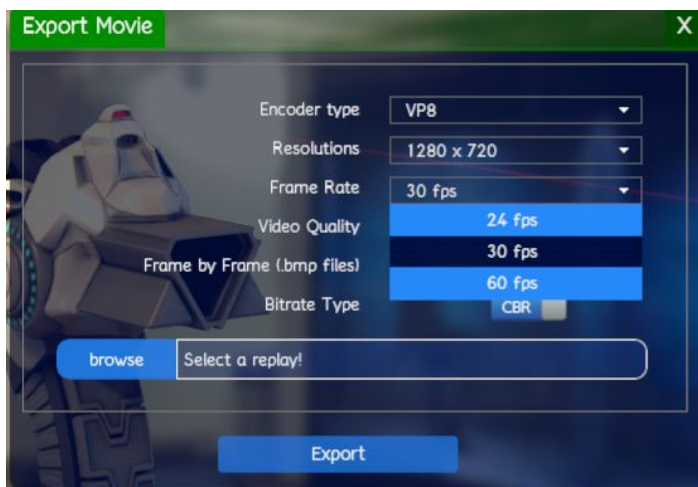 Export Movie X
Encoder type VP8
Resolutions 1280 x 720
Frame Rate 30 fps
24 fps
Video Quality
30 fps
Frame by Frame (.bmp files)
60 fps
Bitrate Type CBR
browse Select a replay!
Export